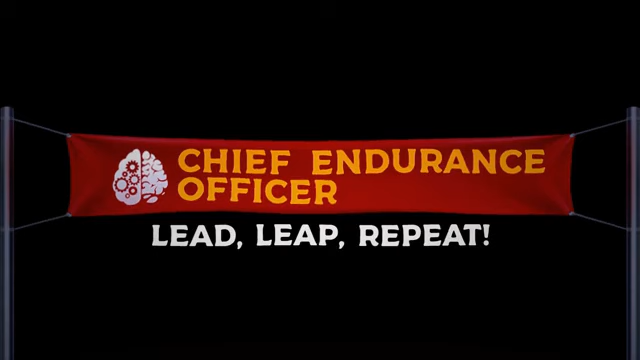 CHIEF ENDURANCE
OFFICER
LEAD, LEAP, REPEAT!